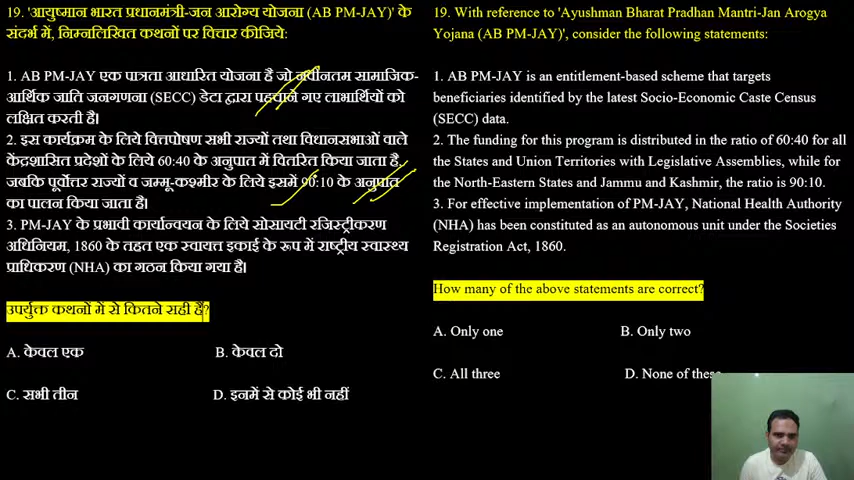 19. 'आयुष्मान भारत प्रधानमंत्री-जन आरोग्य योजना (AB PM-JAY)' के
संदर्भ में, निम्नलिखित कथनों पर विचार कीजिये:
1. AB PM-JAY एक पात्रता आधारित योजना है जो नवीनतम सामाजिक-
आर्थिक जाति जनगणना (SECC) डेटा द्वारा पहचाने गए लाभार्थियों को
लक्षित करती है।
2. इस कार्यक्रम के लिये वित्तपोषण सभी राज्यों तथा विधानसभाओं वाले
केंद्रशासित प्रदेशों के लिये 60:40 के अनुपात में वितरित किया जाता है,
जबकि पूर्वोत्तर राज्यों व जम्मू-कश्मीर के लिये इसमें 90:10 के अनुपात
का पालन किया जाता है।
3. PM-JAY के प्रभावी कार्यान्वयन के लिये सोसायटी रजिस्ट्रीकरण
अधिनियम, 1860 के तहत एक स्वायत्त इकाई के रूप में राष्ट्रीय स्वास्थ्य
प्राधिकरण (NHA) का गठन किया गया है।
उपर्युक्त कथनों में से कितने सही हैं?
A. केवल एक B. केवल दो
C. सभी तीन D. इनमें से कोई भी नहीं
19. With reference to 'Ayushman Bharat Pradhan Mantri-Jan Arogya
Yojana (AB PM-JAY)', consider the following statements:
1. AB PM-JAY is an entitlement-based scheme that targets
beneficiaries identified by the latest Socio-Economic Caste Census
(SECC) data.
2. The funding for this program is distributed in the ratio of 60:40 for all
the States and Union Territories with Legislative Assemblies, while for
the North-Eastern States and Jammu and Kashmir, the ratio is 90:10.
3. For effective implementation of PM-JAY, National Health Authority
(NHA) has been constituted as an autonomous unit under the Societies
Registration Act, 1860.
How many of the above statements are correct?
A. Only one B. Only two
C. All three D. None of these